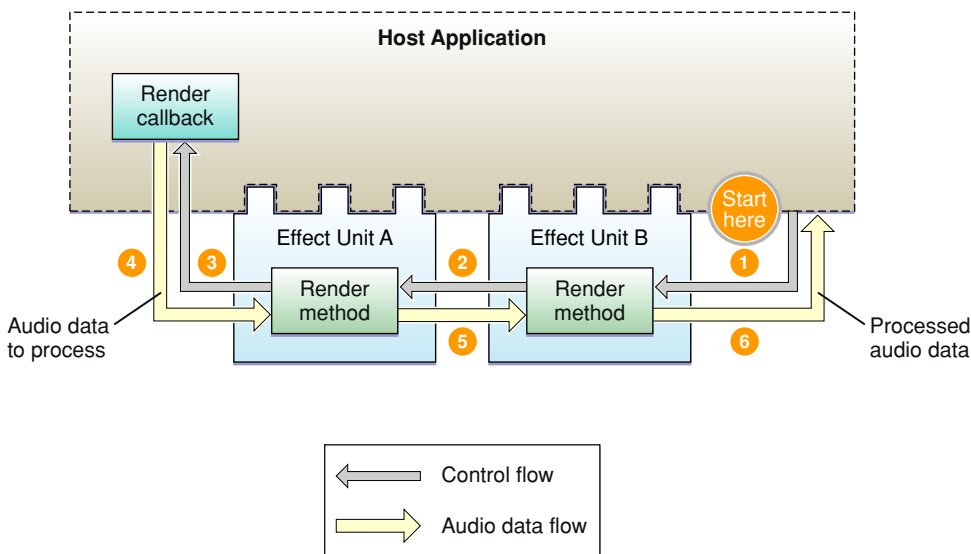 Host Application
Render
callback
Start
here
Effect Unit A
Effect Unit B
4
3
2
1
Render
method
Render
method
Audio data
to process
5
6
Processed
audio data
Control flow
Audio data flow